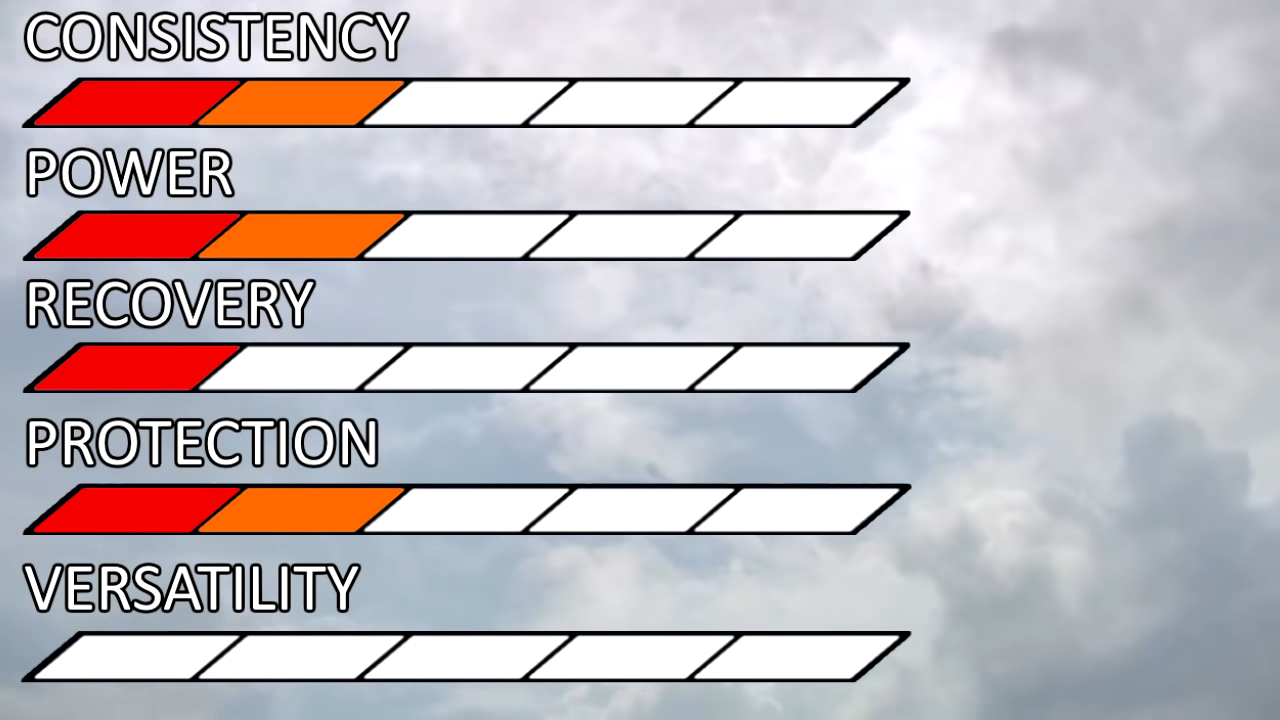 CONSISTENCY
POWER
RECOVERY
PROTECTION
VERSATILITY